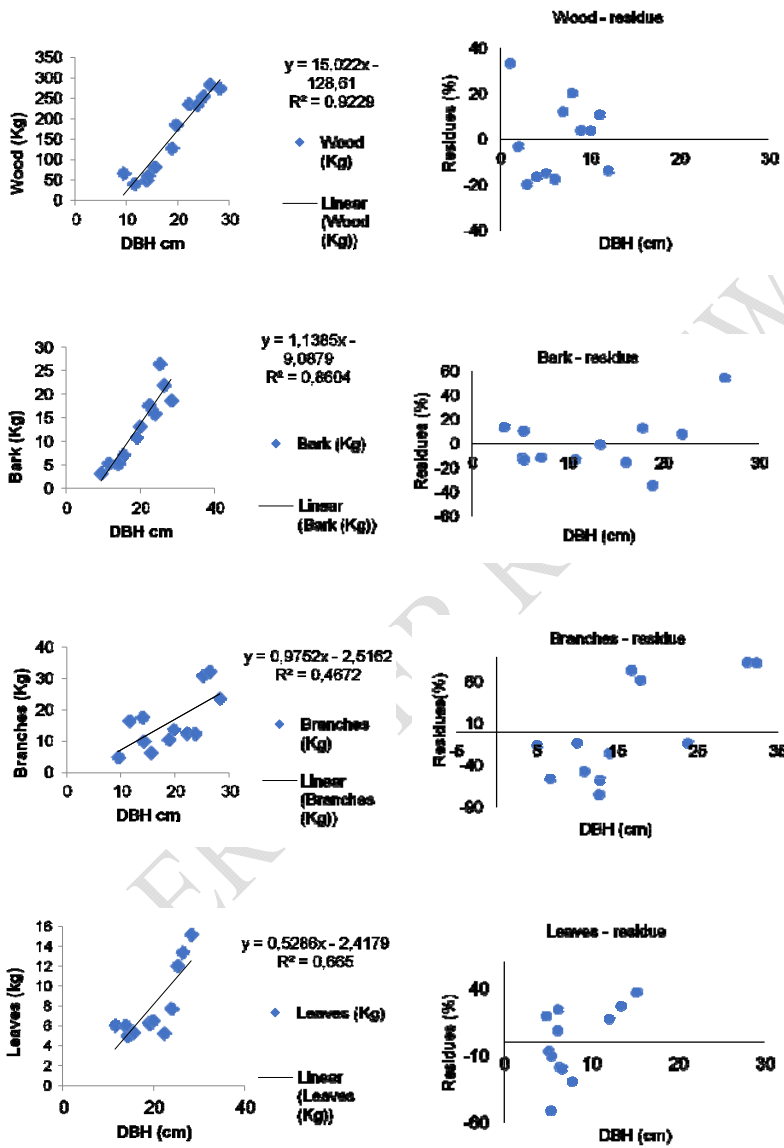 Wood - residue
y = 15,022x -
128,61
R² = 0,9229
Wood
(Kg)
Linear
(Wood
(Kg))
Wood (Kg)
350
300
250
200
150
100
50
0
0 10 20 30
DBH cm
Residues (%)
40
20
0
-20
-40
0 10 20 30
DBH (cm)
y = 1,1385x -
9,0879
R² = 0,8604
Bark (Kg)
Linear
(Bark (Kg))
Bark (Kg)
30
25
20
15
10
5
0
0 20 40
DBH cm
Bark - residue
Residues (%)
60
40
20
0
-20
-40
-60
0 10 20 30
DBH (cm)
y = 0,9752x - 2,5162
R² = 0,4672
Branches
(Kg)
Linear
(Branches
(Kg))
Branches (Kg)
40
30
20
10
0
0 10 20 30
DBH cm
Branches - residue
Residues(%)
60
10
-40
-90
-5 5 15 25 35
DBH (cm)
y = 0,5286x - 2,4179
R² = 0,665
Leaves (Kg)
Linear
(Leaves
(Kg))
Leaves (kg)
16
14
12
10
8
6
4
2
0
0 20 40
DBH (cm)
Leaves - residue
Residues (%)
40
-10
-60
0 10 20 30
DBH (cm)